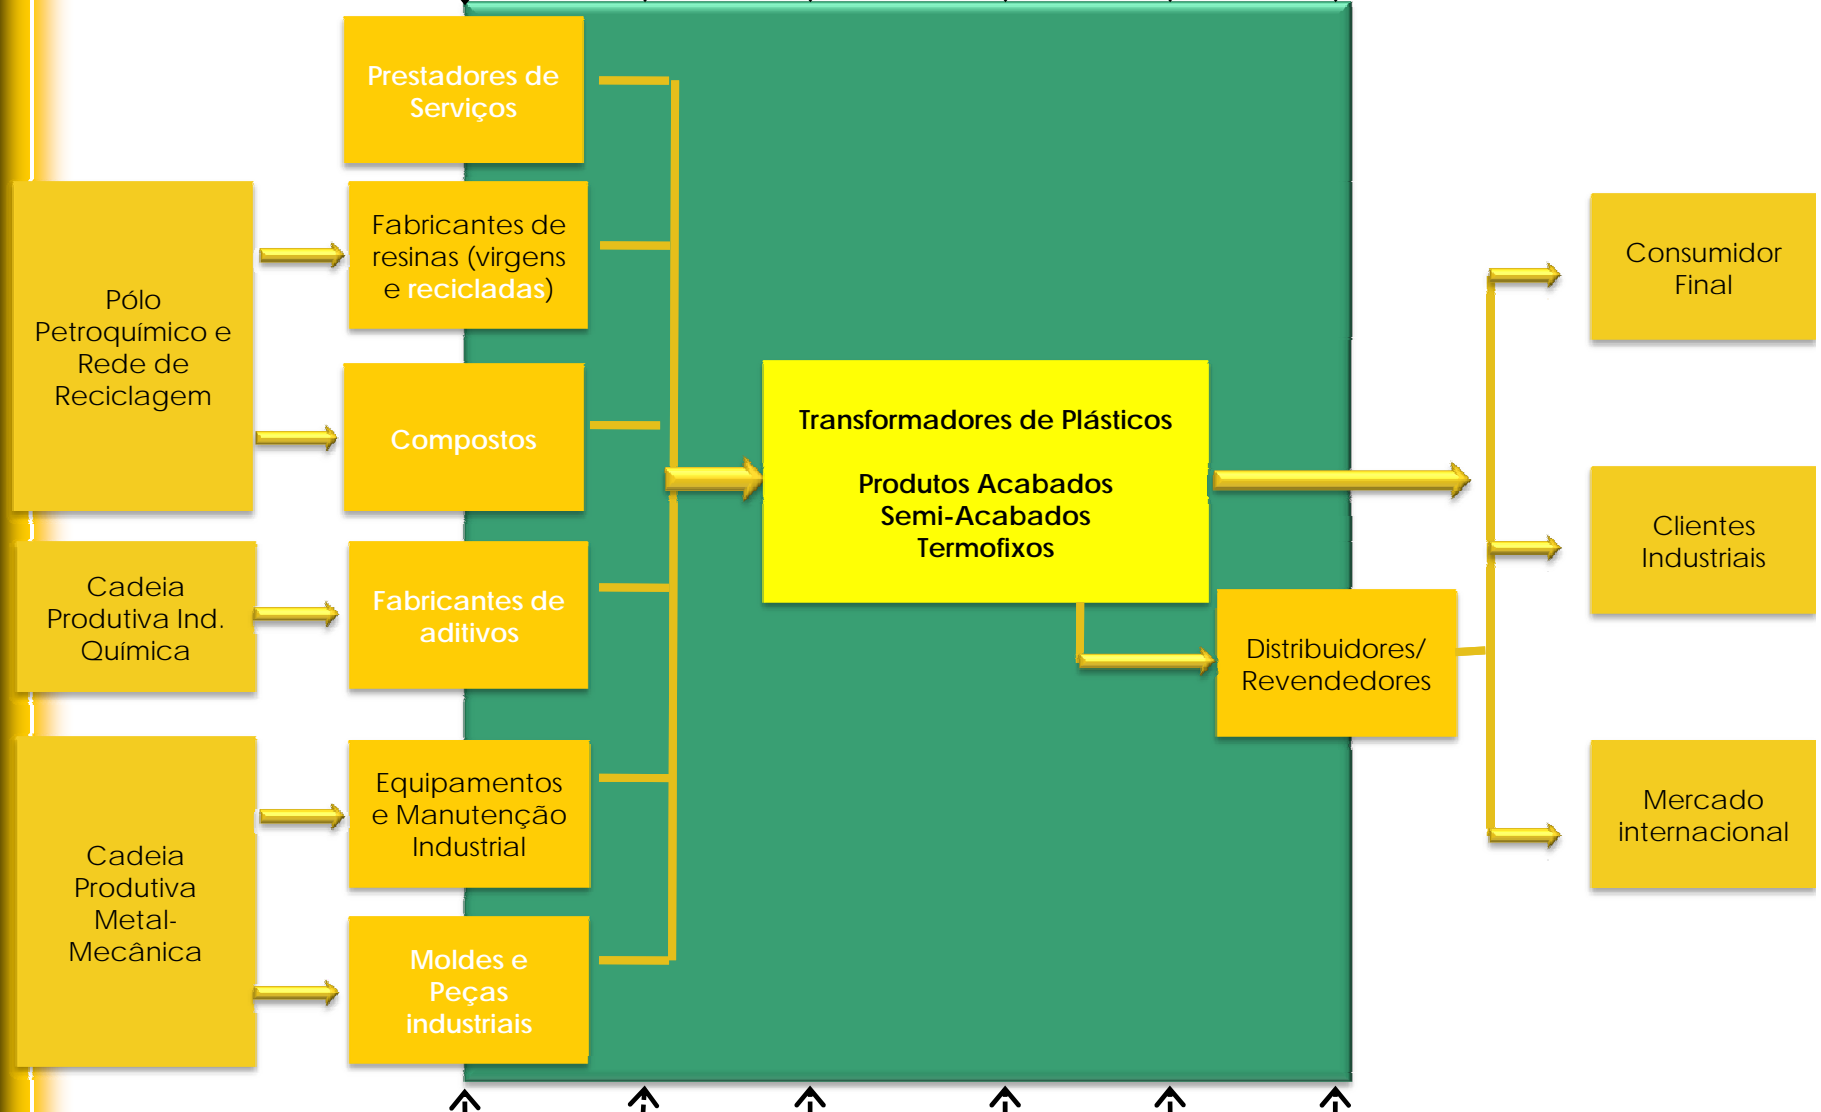 Prestadores de
Serviços
Pólo
Petroquímico e
Rede de
Reciclagem
Fabricantes de
resinas (virgens
e recicladas)
Compostos
Cadeia
Produtiva Ind.
Química
Fabricantes de
aditivos
Cadeia
Produtiva
Metal-
Mecânica
Equipamentos
e Manutenção
Industrial
Moldes e
Peças
industriais
Transformadores de Plásticos
Produtos Acabados
Semi-Acabados
Termofixos
Distribuidores/
Revendedores
Consumidor
Final
Clientes
Industriais
Mercado
internacional